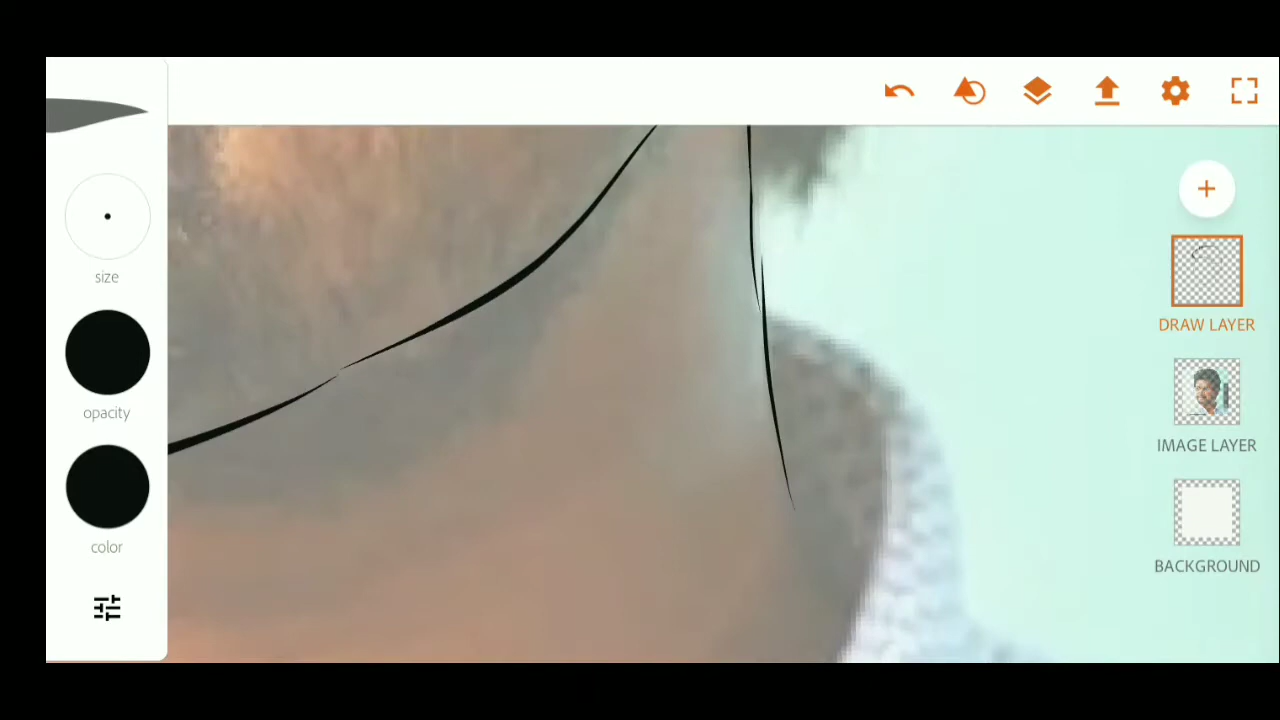 size
opacity
color
DRAW LAYER
IMAGE LAYER
BACKGROUND